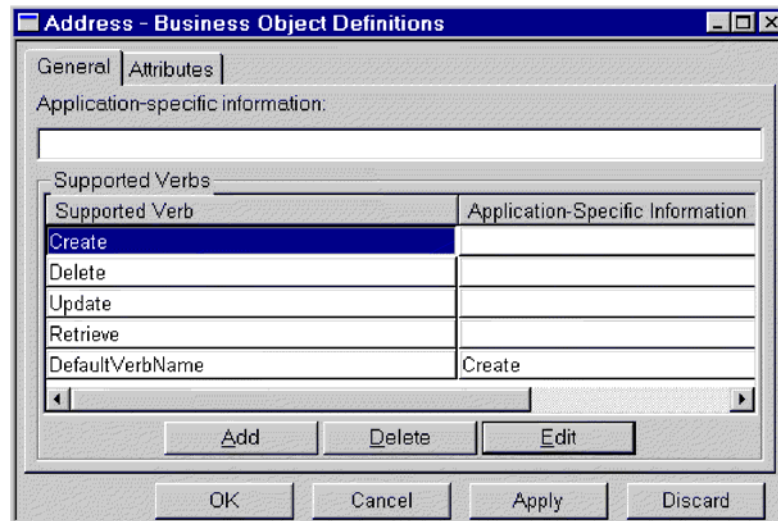 Address - Business Object Definitions
General Attributes
Application-specific information:
Supported Verbs
Supported Verb Application-Specific Information
Create
Delete
Update
Retrieve
DefaultVerbName Create
Add Delete Edit
OK Cancel Apply Discard